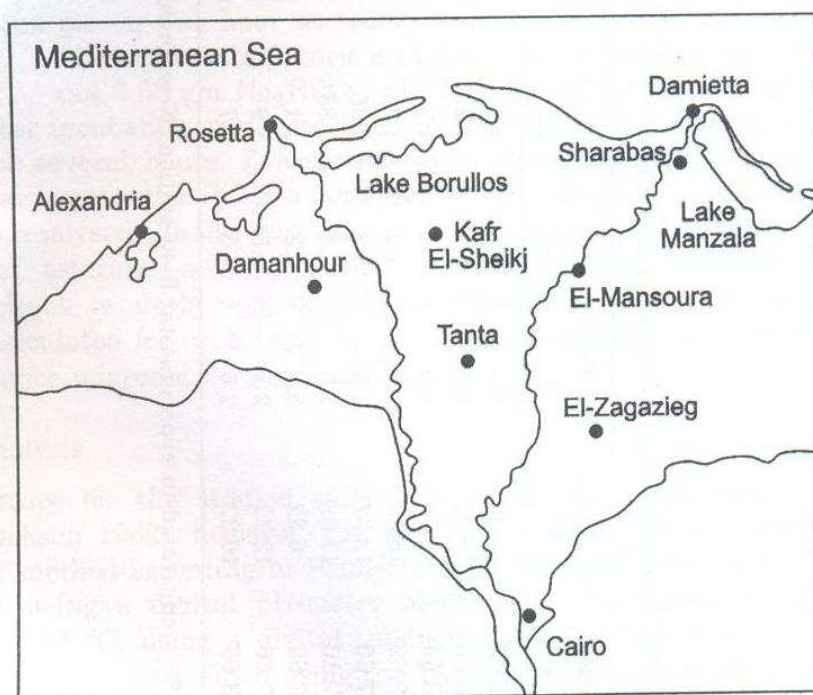 Mediterranean Sea
Damietta
Rosetta
Sharabas
Alexandria
Lake Borullos
Lake
Manzala
Kafr
El-Sheikj
Damanhour
El-Mansoura
Tanta
El-Zagazieg
Cairo